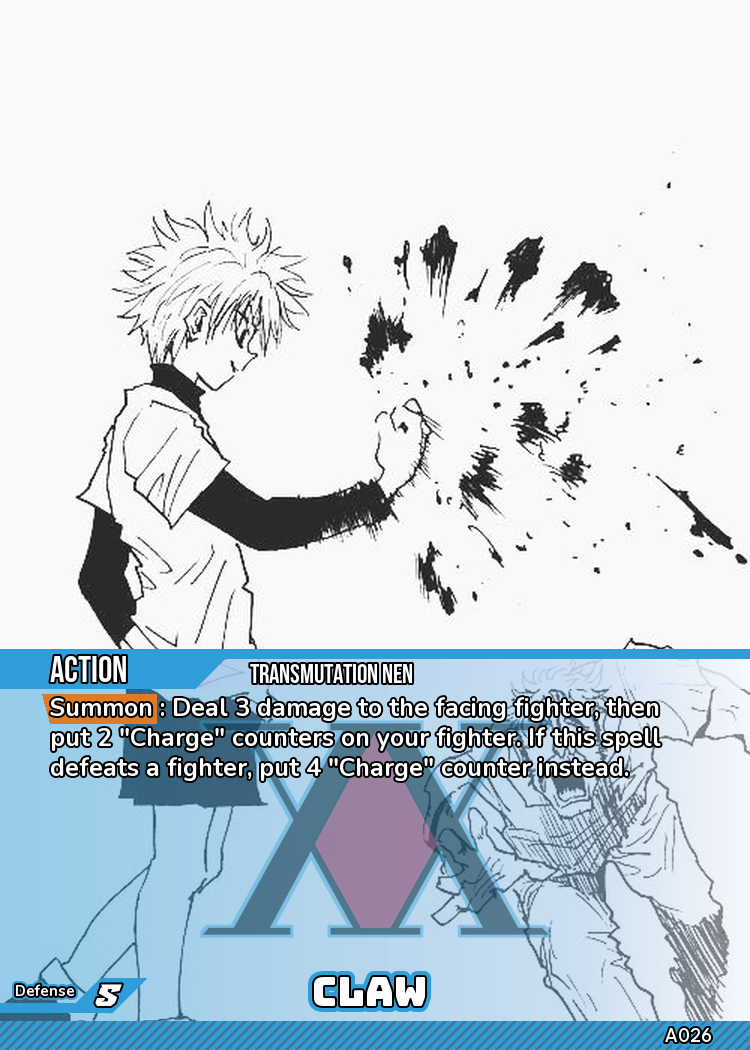 ACTION
TRANSMUTATION NEN
Summon : Deal 3 damage to the facing fighter, then
put 2 "Charge" counters on your fighter. If this spell
defeats a fighter, put 4 "Charge" counter instead.
Defense 5
CLAW
A026